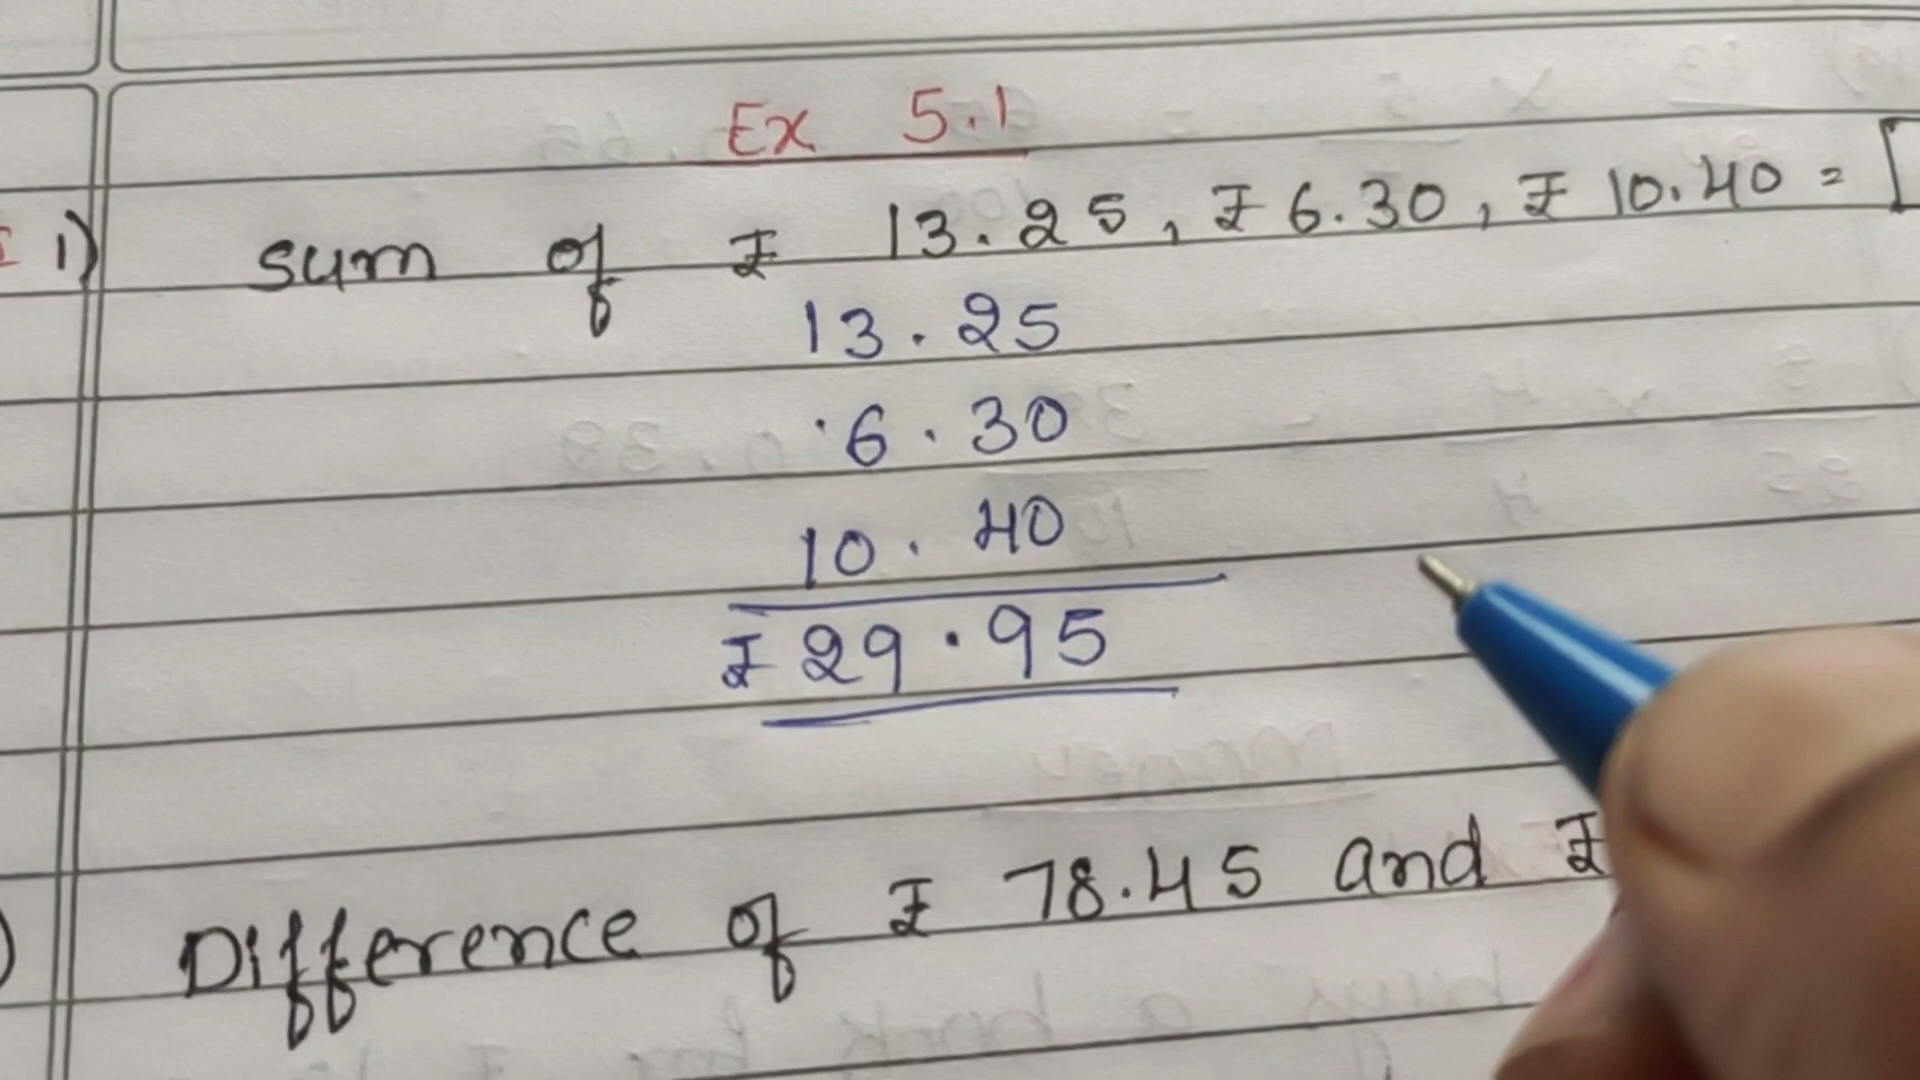 Ex 5.1
1) Sum of ₹ 13.25, ₹ 6.30, ₹ 10.40 = [
13.25
6.30
10.40
₹ 29.95
) Difference of ₹ 78.45 and ₹